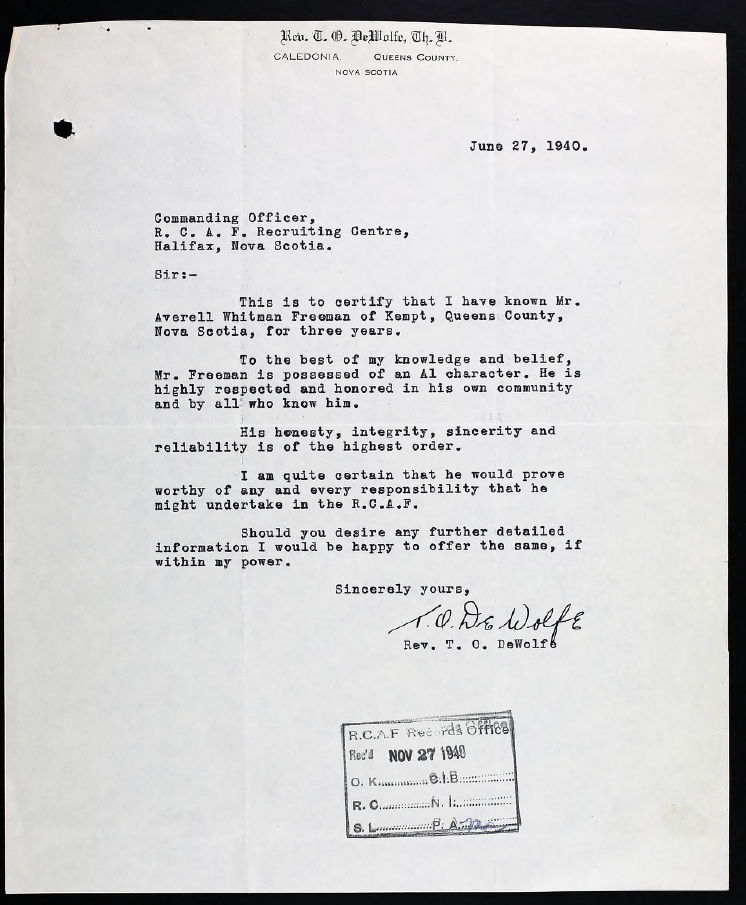 Rev. T. O. DeWolfe, Th. B.
CALEDONIA, QUEENS COUNTY.
NOVA SCOTIA
June 27, 1940.
Commanding Officer,
R. C. A. F. Recruiting Centre,
Halifax, Nova Scotia.
Sir:-
This is to certify that I have known Mr.
Averell Whitman Freeman of Kempt, Queens County,
Nova Scotia, for three years.
To the best of my knowledge and belief,
Mr. Freeman is possessed of an Al character. He is
highly respected and honored in his own community
and by all who know him.
His honesty, integrity, sincerity and
reliability is of the highest order.
I am quite certain that he would prove
worthy of any and every responsibility that he
might undertake in the R.C.A.F.
Should you desire any further detailed
information I would be happy to offer the same, if
within my power.
Sincerely yours,
T. O. DeWolfe
Rev. T. O. DeWolfe
R.C.A.F Records Office
Rec'd NOV 27 1940
O. K. C.I.B.
R. C. N. I.
S. L. P. A.